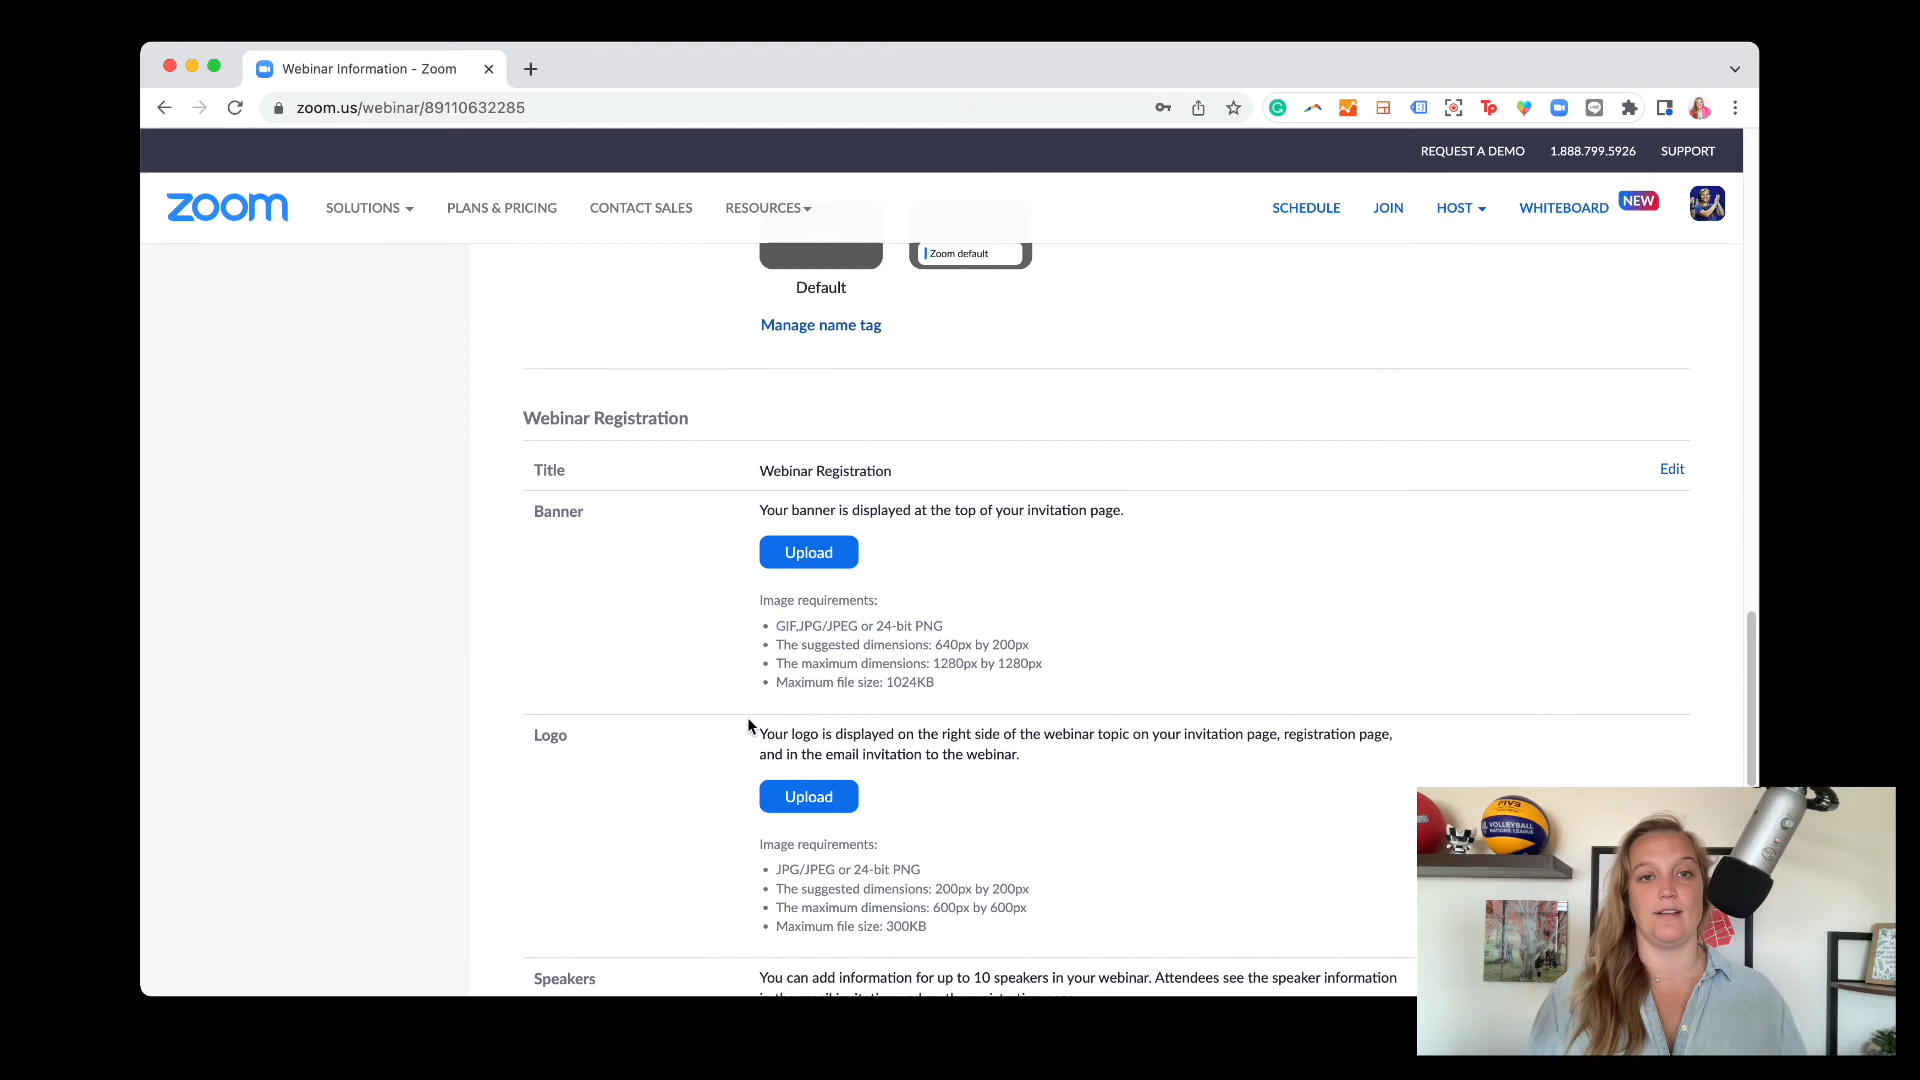 Webinar Information - Zoom
zoom.us/webinar/89110632285
REQUEST A DEMO 1.888.799.5926 SUPPORT
zoom SOLUTIONS PLANS & PRICING CONTACT SALES RESOURCES SCHEDULE JOIN HOST WHITEBOARD NEW
Zoom default
Default
Manage name tag
Webinar Registration
Title Webinar Registration Edit
Banner Your banner is displayed at the top of your invitation page.
Upload
Image requirements:
• GIF,JPG/JPEG or 24-bit PNG
• The suggested dimensions: 640px by 200px
• The maximum dimensions: 1280px by 1280px
• Maximum file size: 1024KB
Logo Your logo is displayed on the right side of the webinar topic on your invitation page, registration page,
and in the email invitation to the webinar.
Upload
Image requirements:
• JPG/JPEG or 24-bit PNG
• The suggested dimensions: 200px by 200px
• The maximum dimensions: 600px by 600px
• Maximum file size: 300KB
Speakers You can add information for up to 10 speakers in your webinar. Attendees see the speaker information
FIVB
VOLLEYBALL
NATIONS LEAGUE